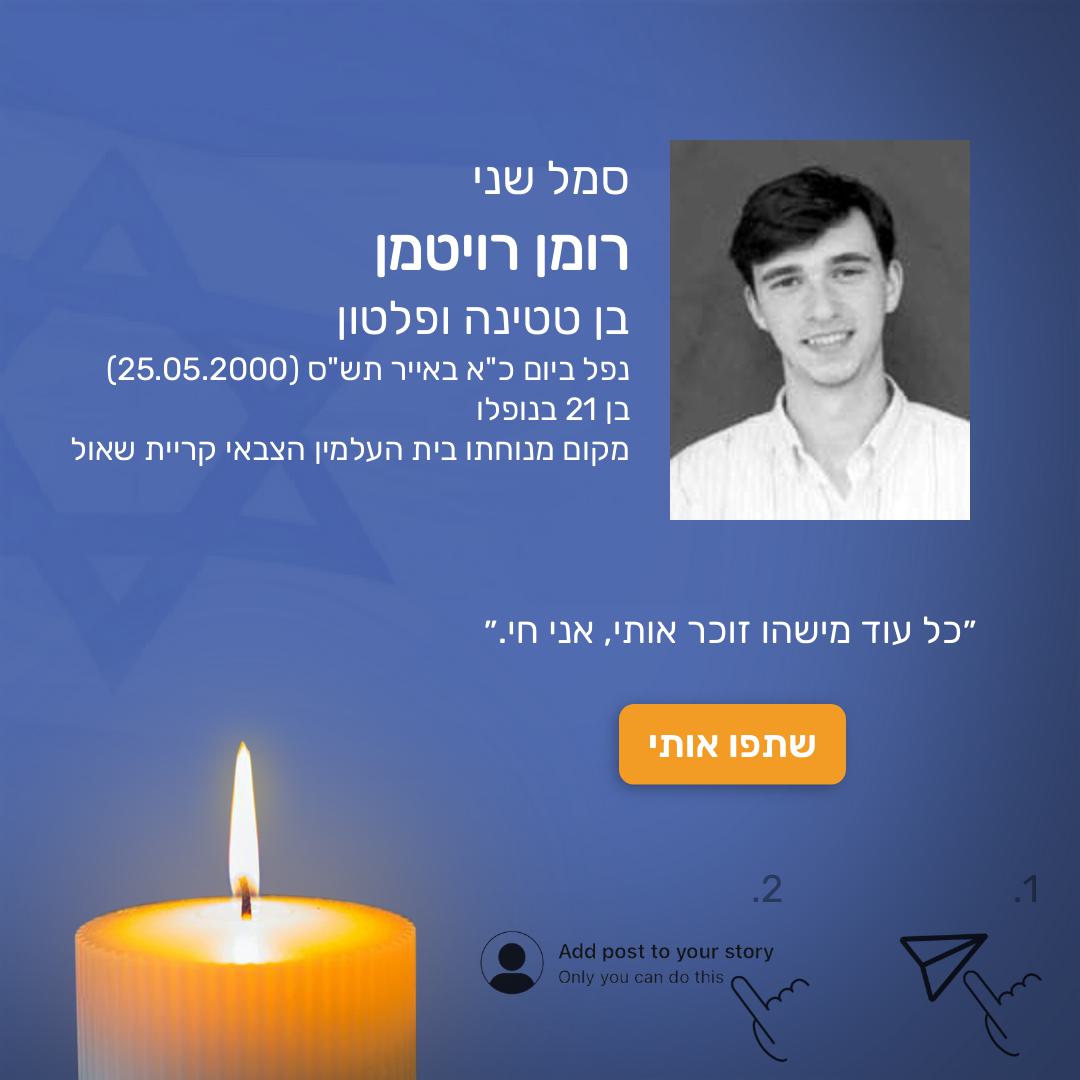 סמל שני
רומן רויטמן
בן טטינה ופלטון
נפל ביום כ"א באייר תש"ס (25.05.2000)
בן 21 בנופלו
מקום מנוחתו בית העלמין הצבאי קריית שאול
״כל עוד מישהו זוכר אותי, אני חי.״
שתפו אותי
.1
.2
Add post to your story
Only you can do this